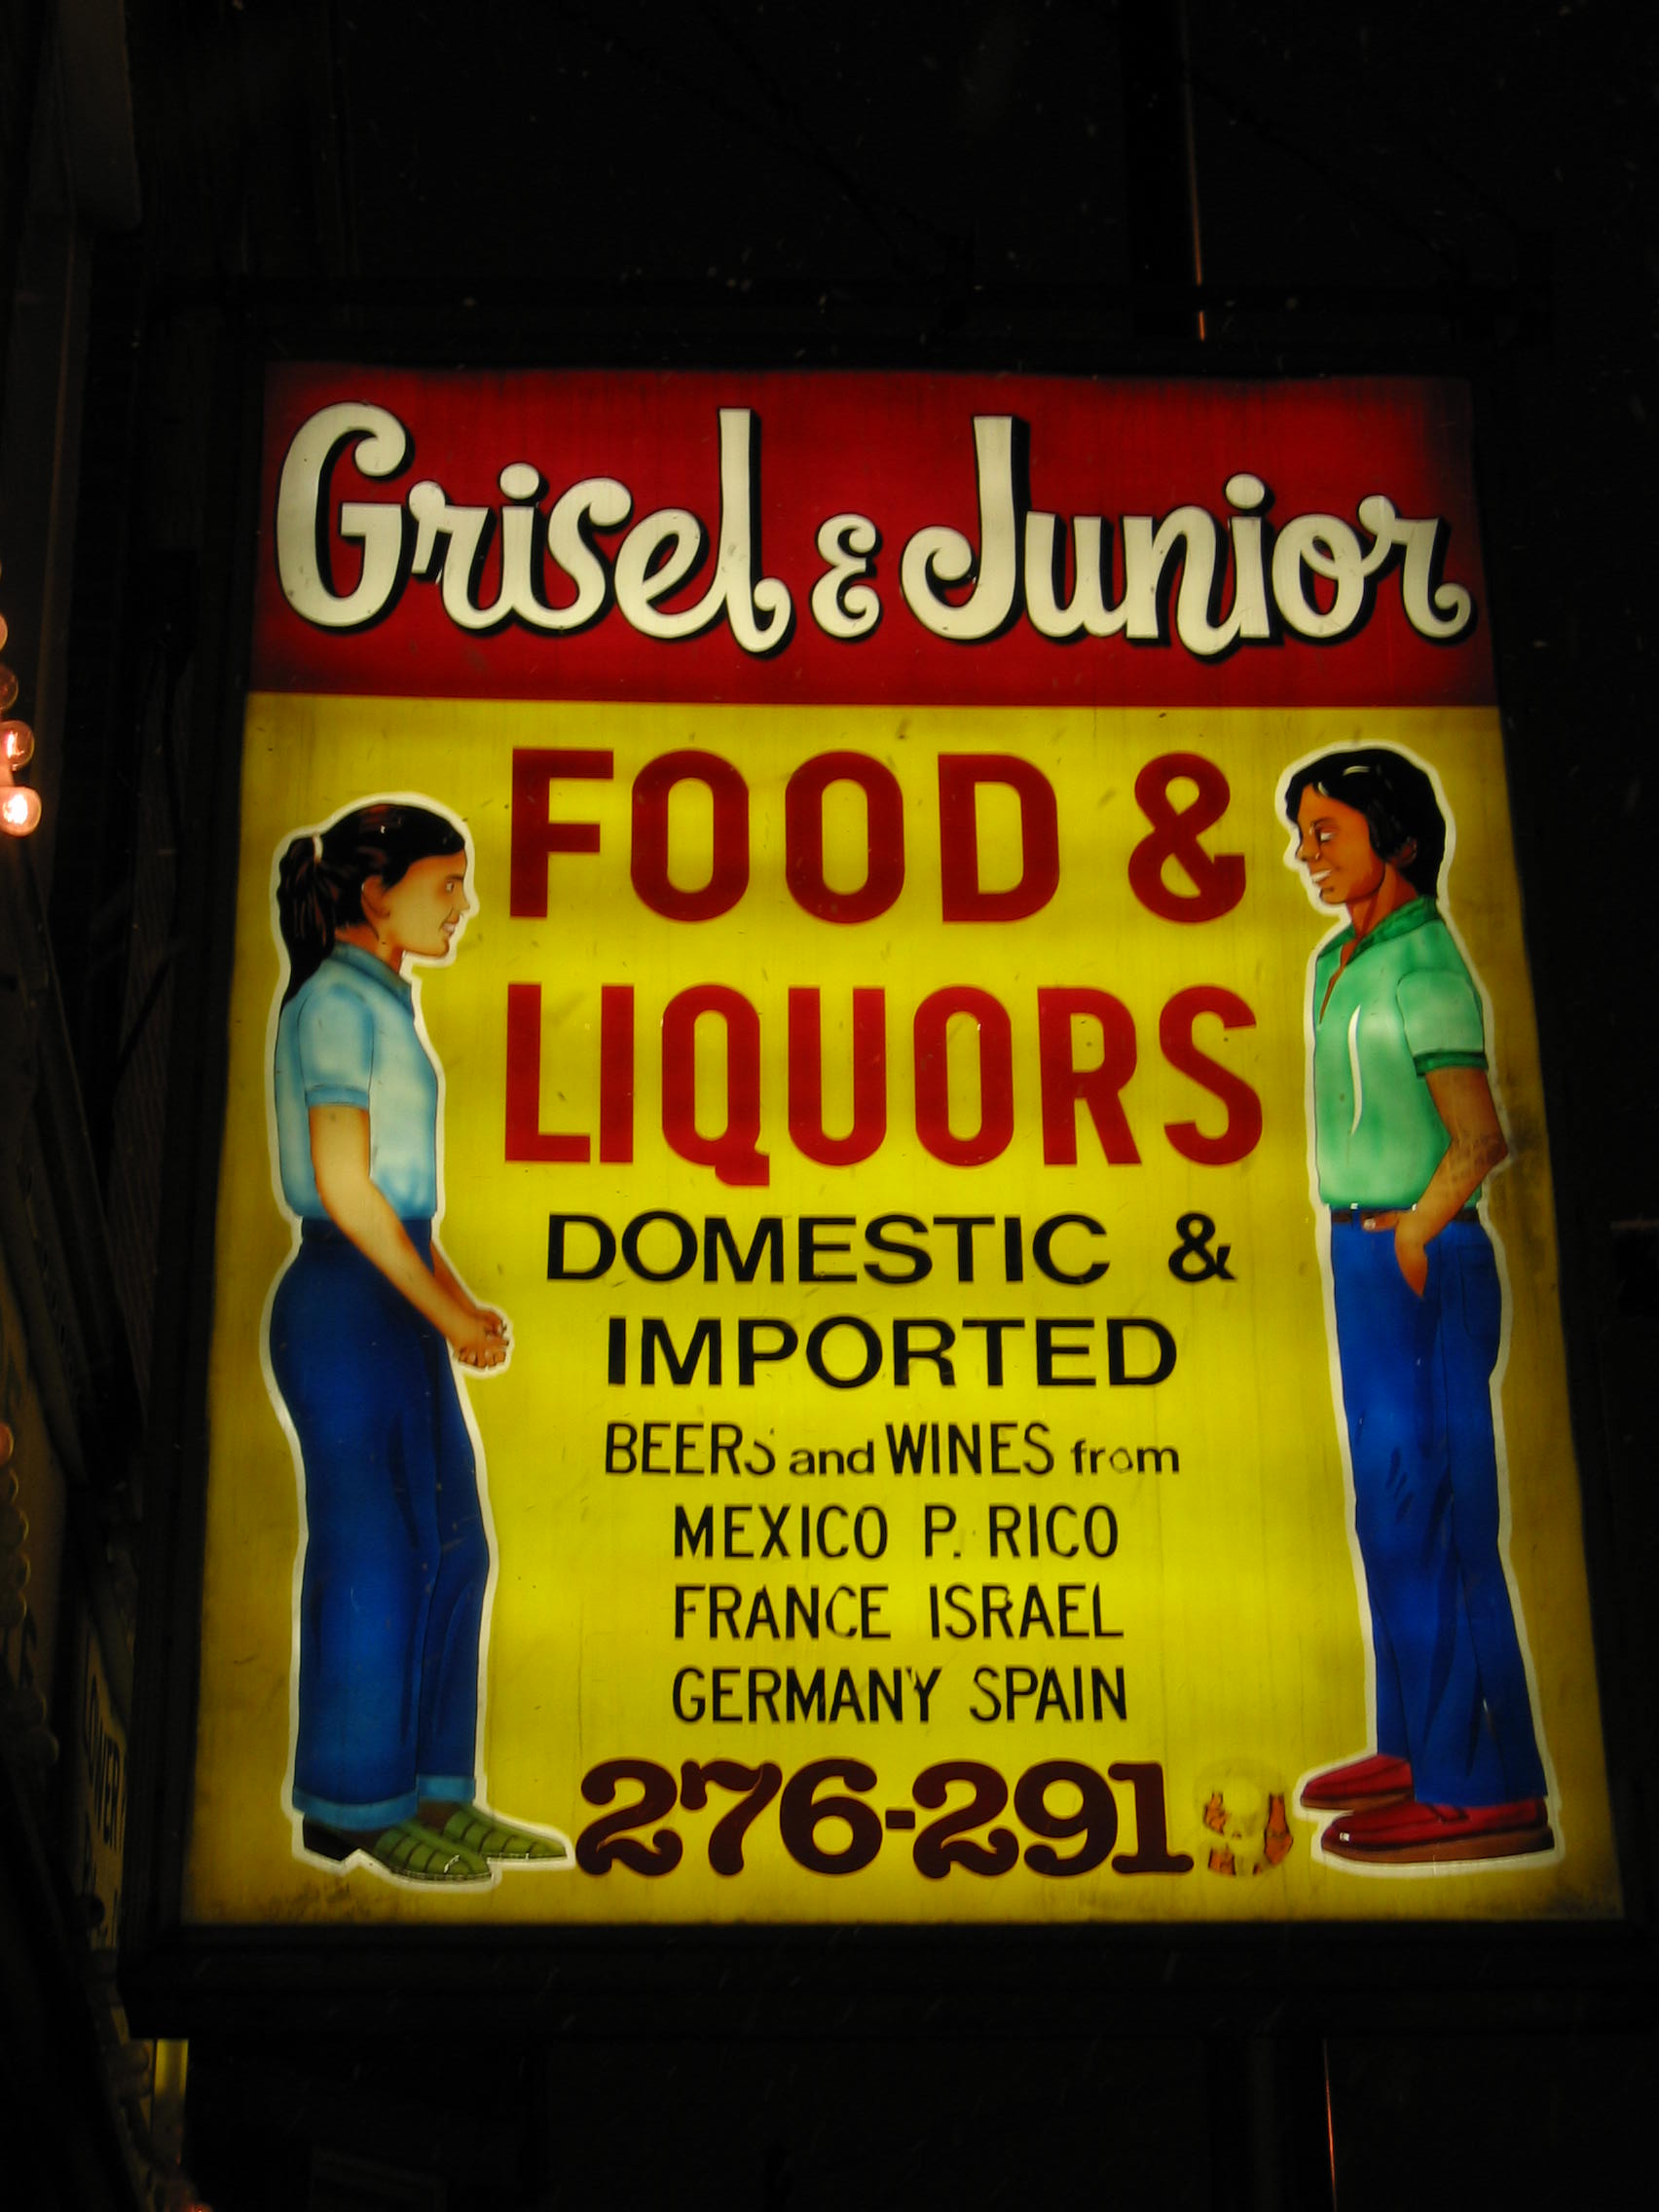 Grisel & Junior
FOOD &
LIQUORS
DOMESTIC &
IMPORTED
BEERS and WINES from
MEXICO P. RICO
FRANCE ISRAEL
GERMANY SPAIN
276-291